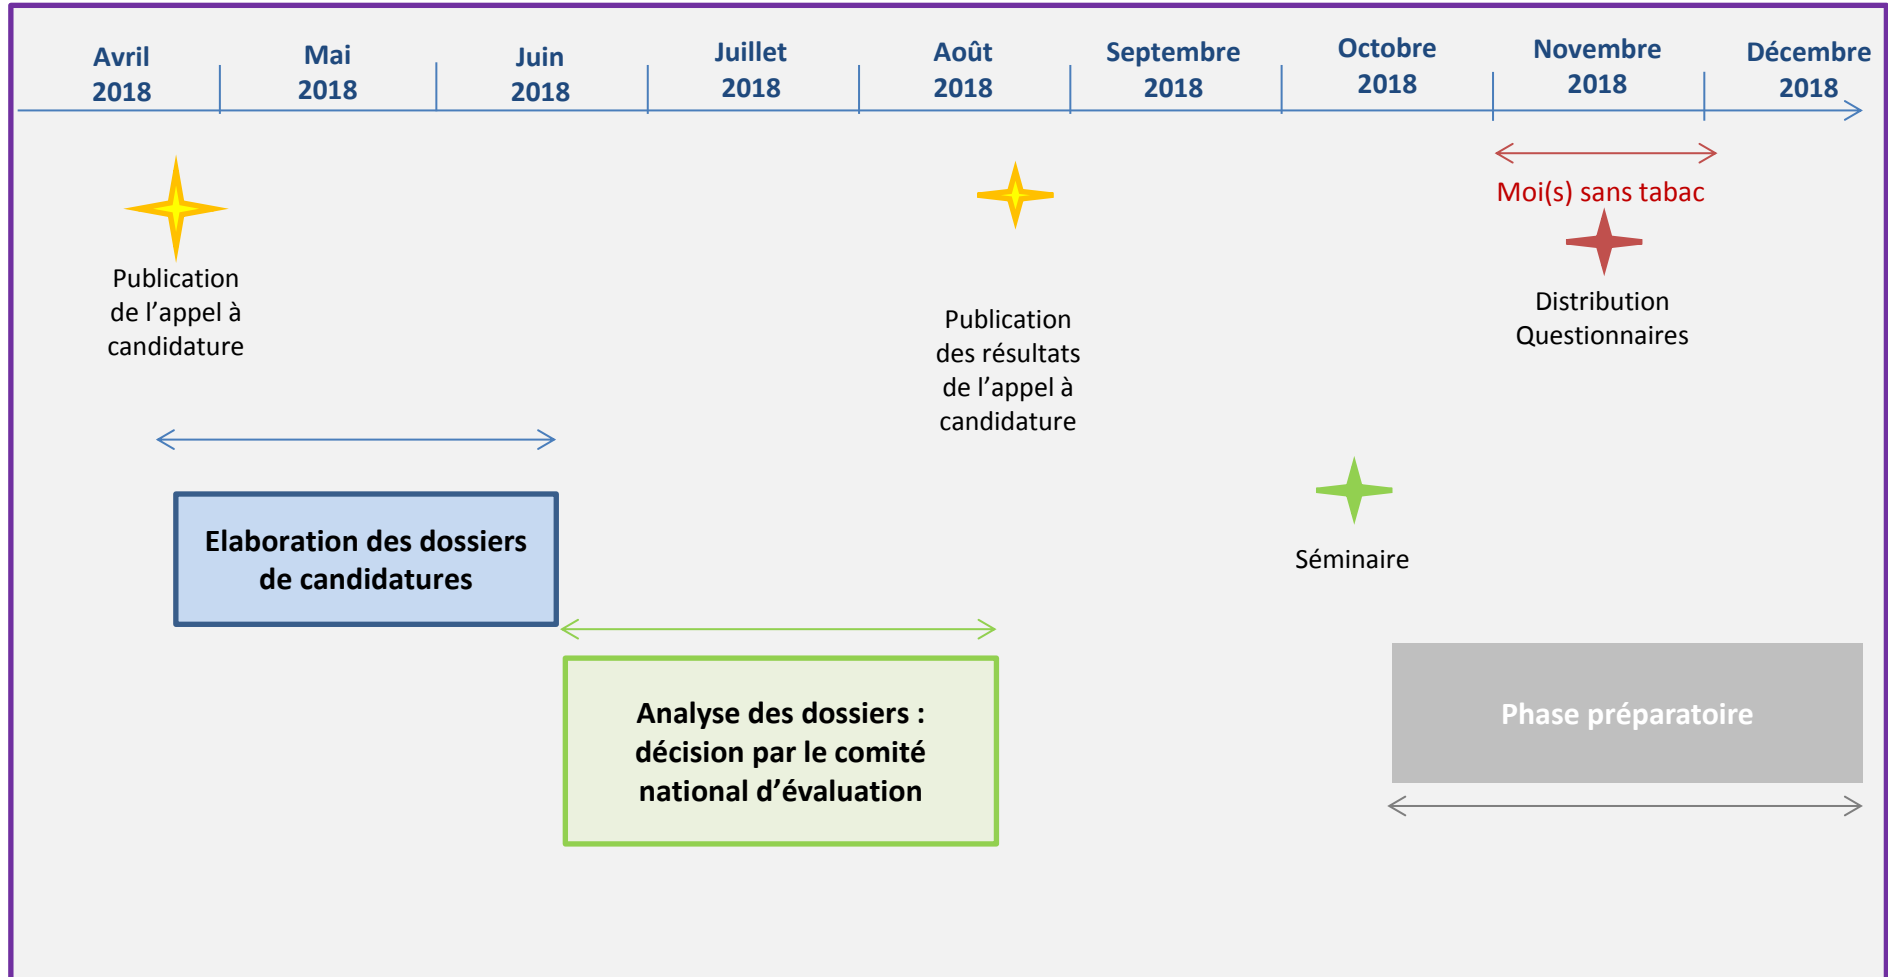 Avril
2018
Mai
2018
Juin
2018
Juillet
2018
Août
2018
Septembre
2018
Octobre
2018
Novembre
2018
Décembre
2018
Moi(s) sans tabac
Publication
de l’appel à
candidature
Publication
des résultats
de l’appel à
candidature
Distribution
Questionnaires
Elaboration des dossiers
de candidatures
Séminaire
Analyse des dossiers :
décision par le comité
national d’évaluation
Phase préparatoire